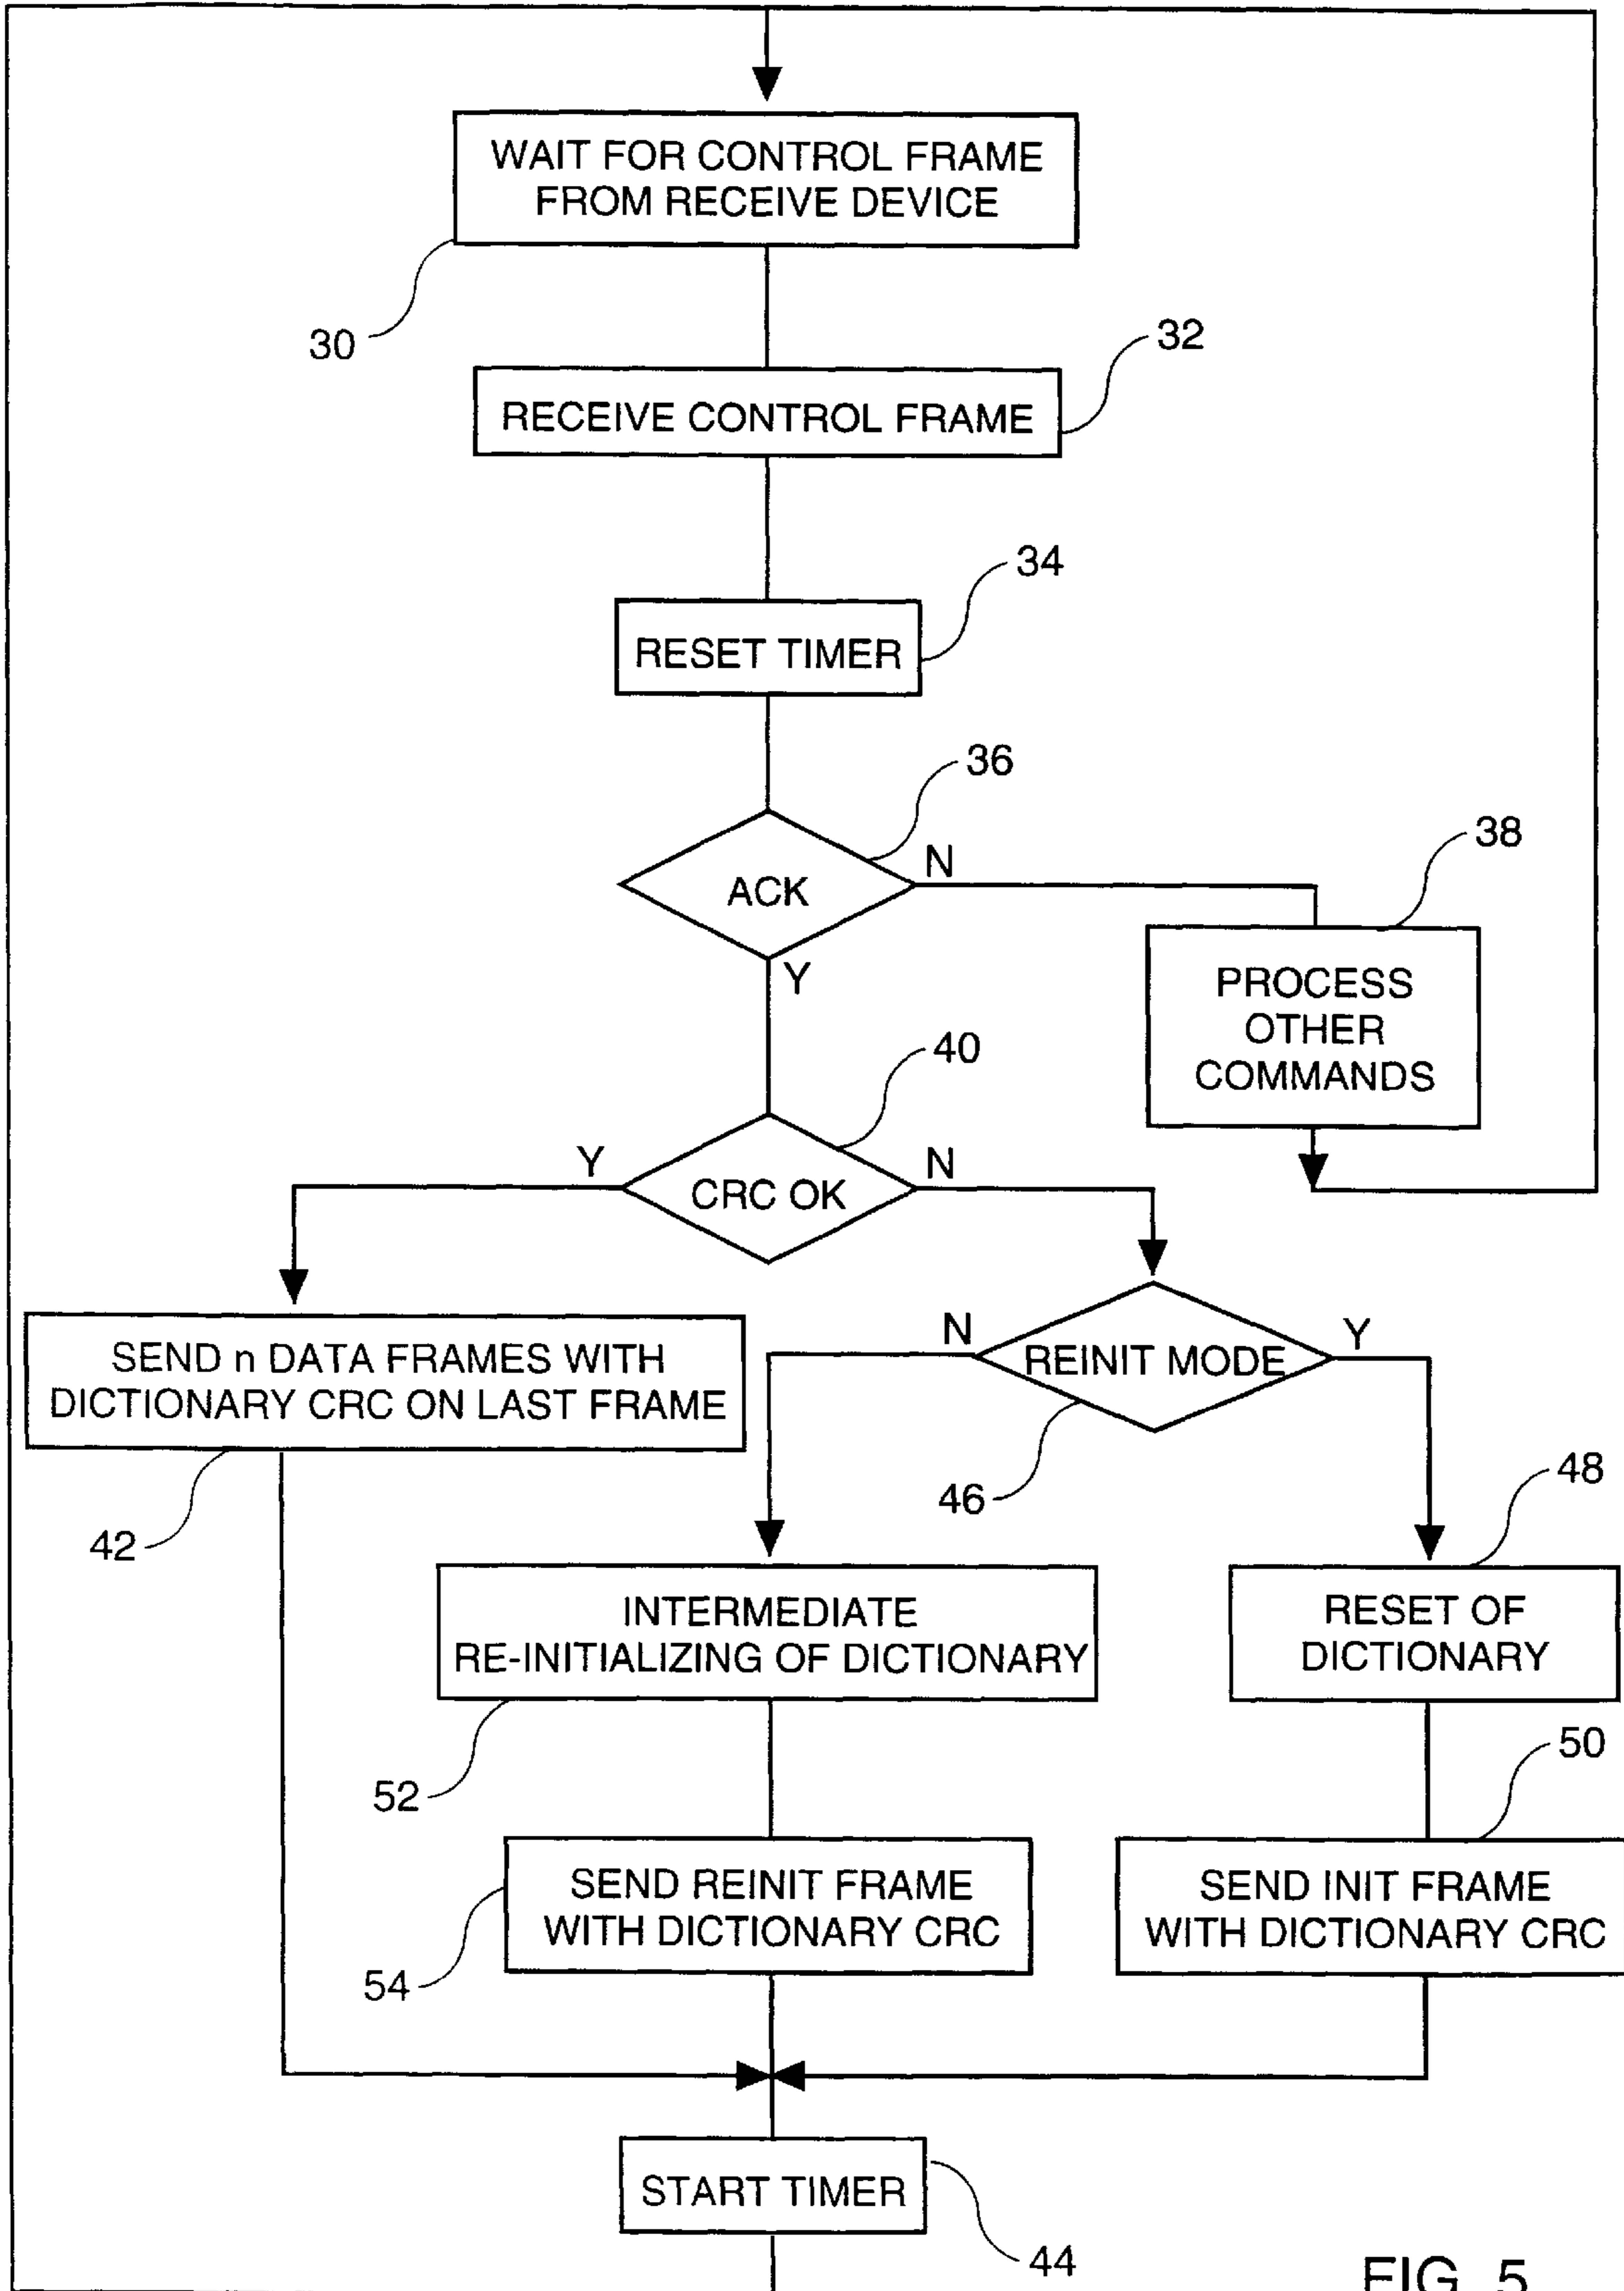 WAIT FOR CONTROL FRAME
FROM RECEIVE DEVICE
30
32
RECEIVE CONTROL FRAME
34
RESET TIMER
36
ACK
N
38
Y
PROCESS
OTHER
COMMANDS
40
Y
CRC OK
N
SEND n DATA FRAMES WITH
DICTIONARY CRC ON LAST FRAME
42
N
REINIT MODE
Y
46
48
INTERMEDIATE
RE-INITIALIZING OF DICTIONARY
52
RESET OF
DICTIONARY
50
SEND REINIT FRAME
WITH DICTIONARY CRC
54
SEND INIT FRAME
WITH DICTIONARY CRC
START TIMER
44
FIG. 5